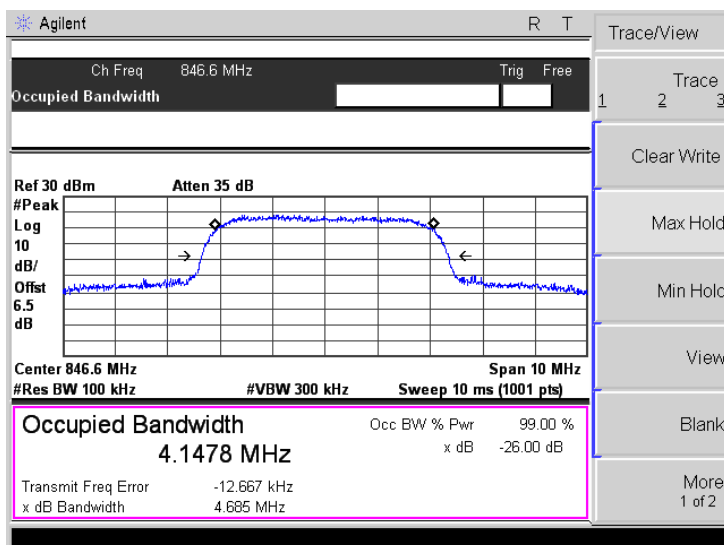 Agilent R T
Trace/View
Ch Freq 846.6 MHz Trig Free
Occupied Bandwidth
Trace
1 2 3
Clear Write
Max Hold
Min Hold
View
Blank
More
1 of 2
Ref 30 dBm Atten 35 dB
#Peak
Log
10
dB/
Offst
6.5
dB
Center 846.6 MHz Span 10 MHz
#Res BW 100 kHz #VBW 300 kHz Sweep 10 ms (1001 pts)
Occupied Bandwidth Occ BW % Pwr 99.00 %
4.1478 MHz x dB -26.00 dB
Transmit Freq Error -12.667 kHz
x dB Bandwidth 4.685 MHz